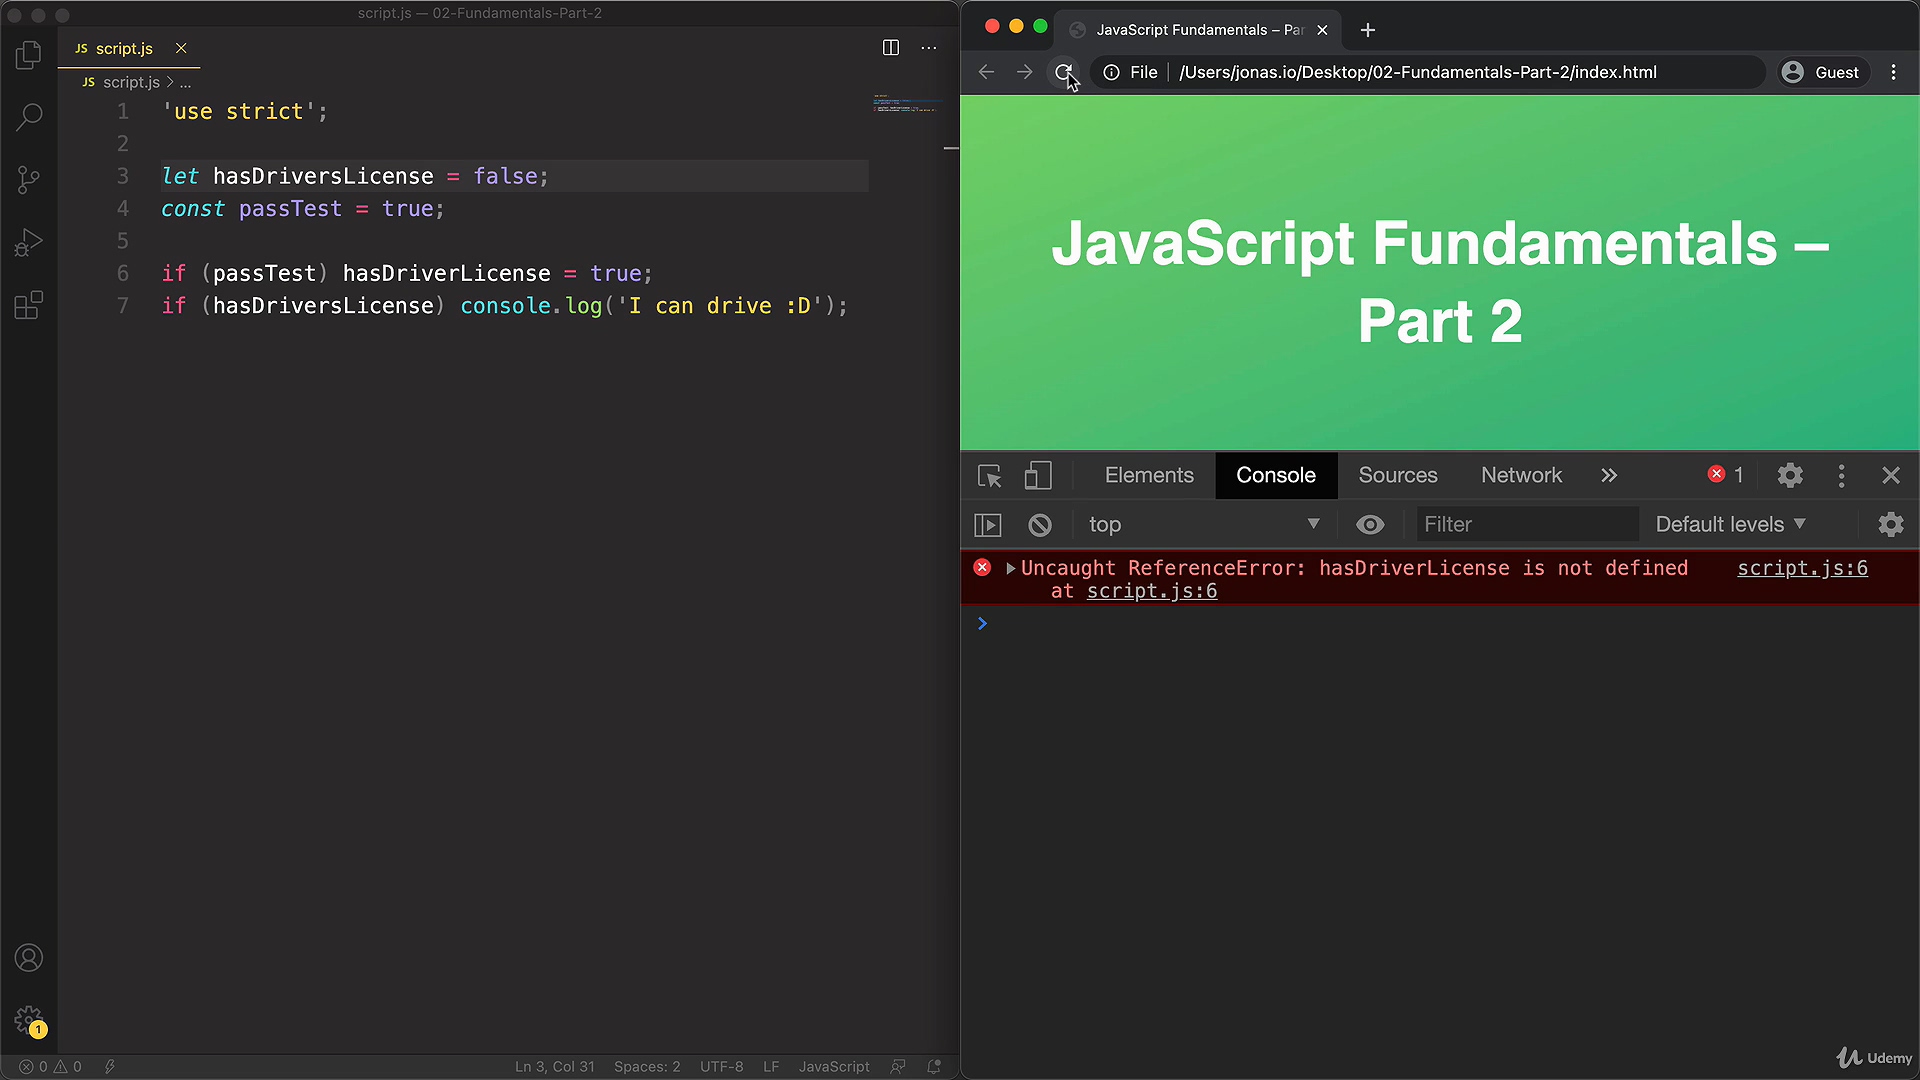 script.js — 02-Fundamentals-Part-2
JS script.js
JS script.js > ...
1 'use strict';
2
3 let hasDriversLicense = false;
4 const passTest = true;
5
6 if (passTest) hasDriverLicense = true;
7 if (hasDriversLicense) console.log('I can drive :D');
1
0 0
Ln 3, Col 31 Spaces: 2 UTF-8 LF JavaScript
JavaScript Fundamentals – Par
File /Users/jonas.io/Desktop/02-Fundamentals-Part-2/index.html Guest
JavaScript Fundamentals –
Part 2
Elements Console Sources Network » 1
top Filter Default levels
Uncaught ReferenceError: hasDriverLicense is not defined script.js:6
at script.js:6
Udemy